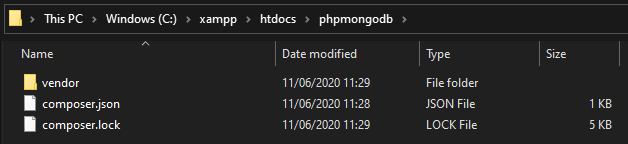 This PC > Windows (C:) > xampp > htdocs > phpmongodb >
Name Date modified Type Size
vendor 11/06/2020 11:29 File folder
composer.json 11/06/2020 11:28 JSON File 1 KB
composer.lock 11/06/2020 11:29 LOCK File 5 KB